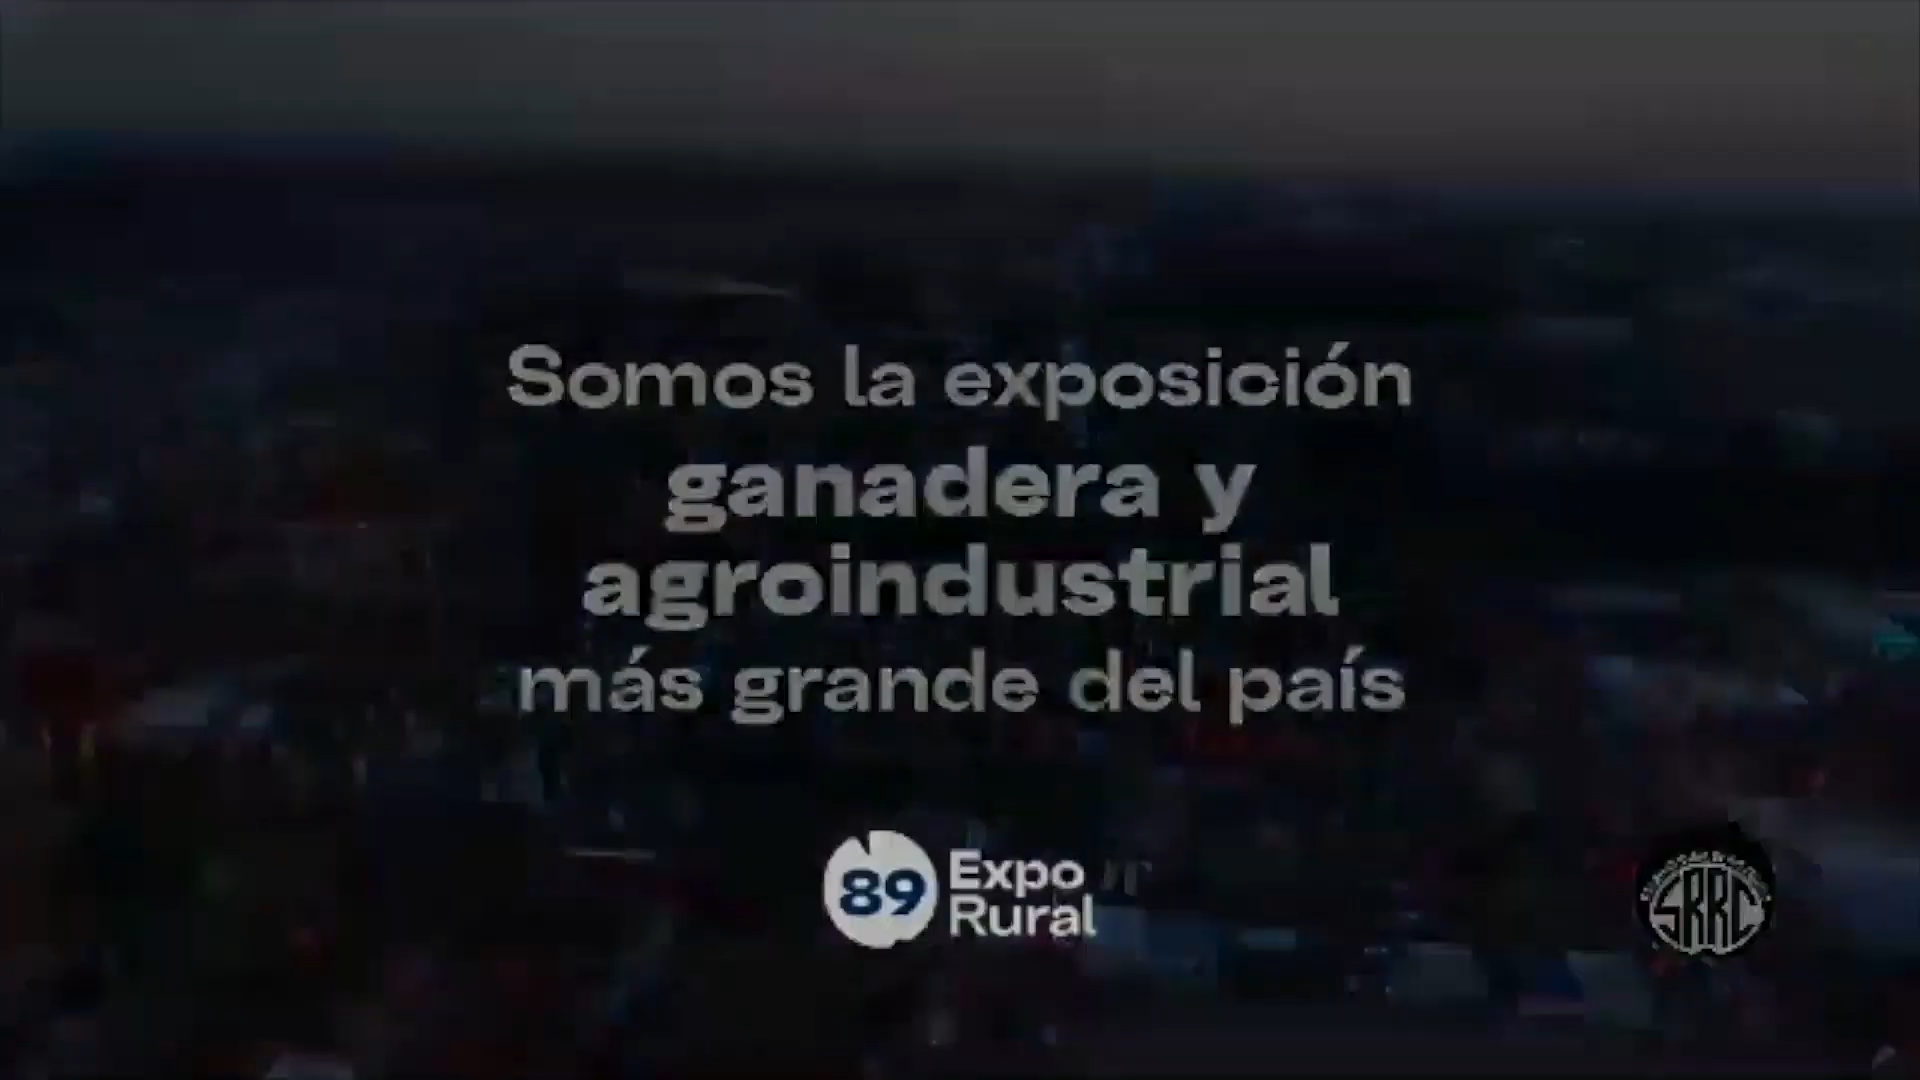 Somos la exposición
ganadera y
agroindustrial
más grande del país
89
Expo
Rural
SRRC